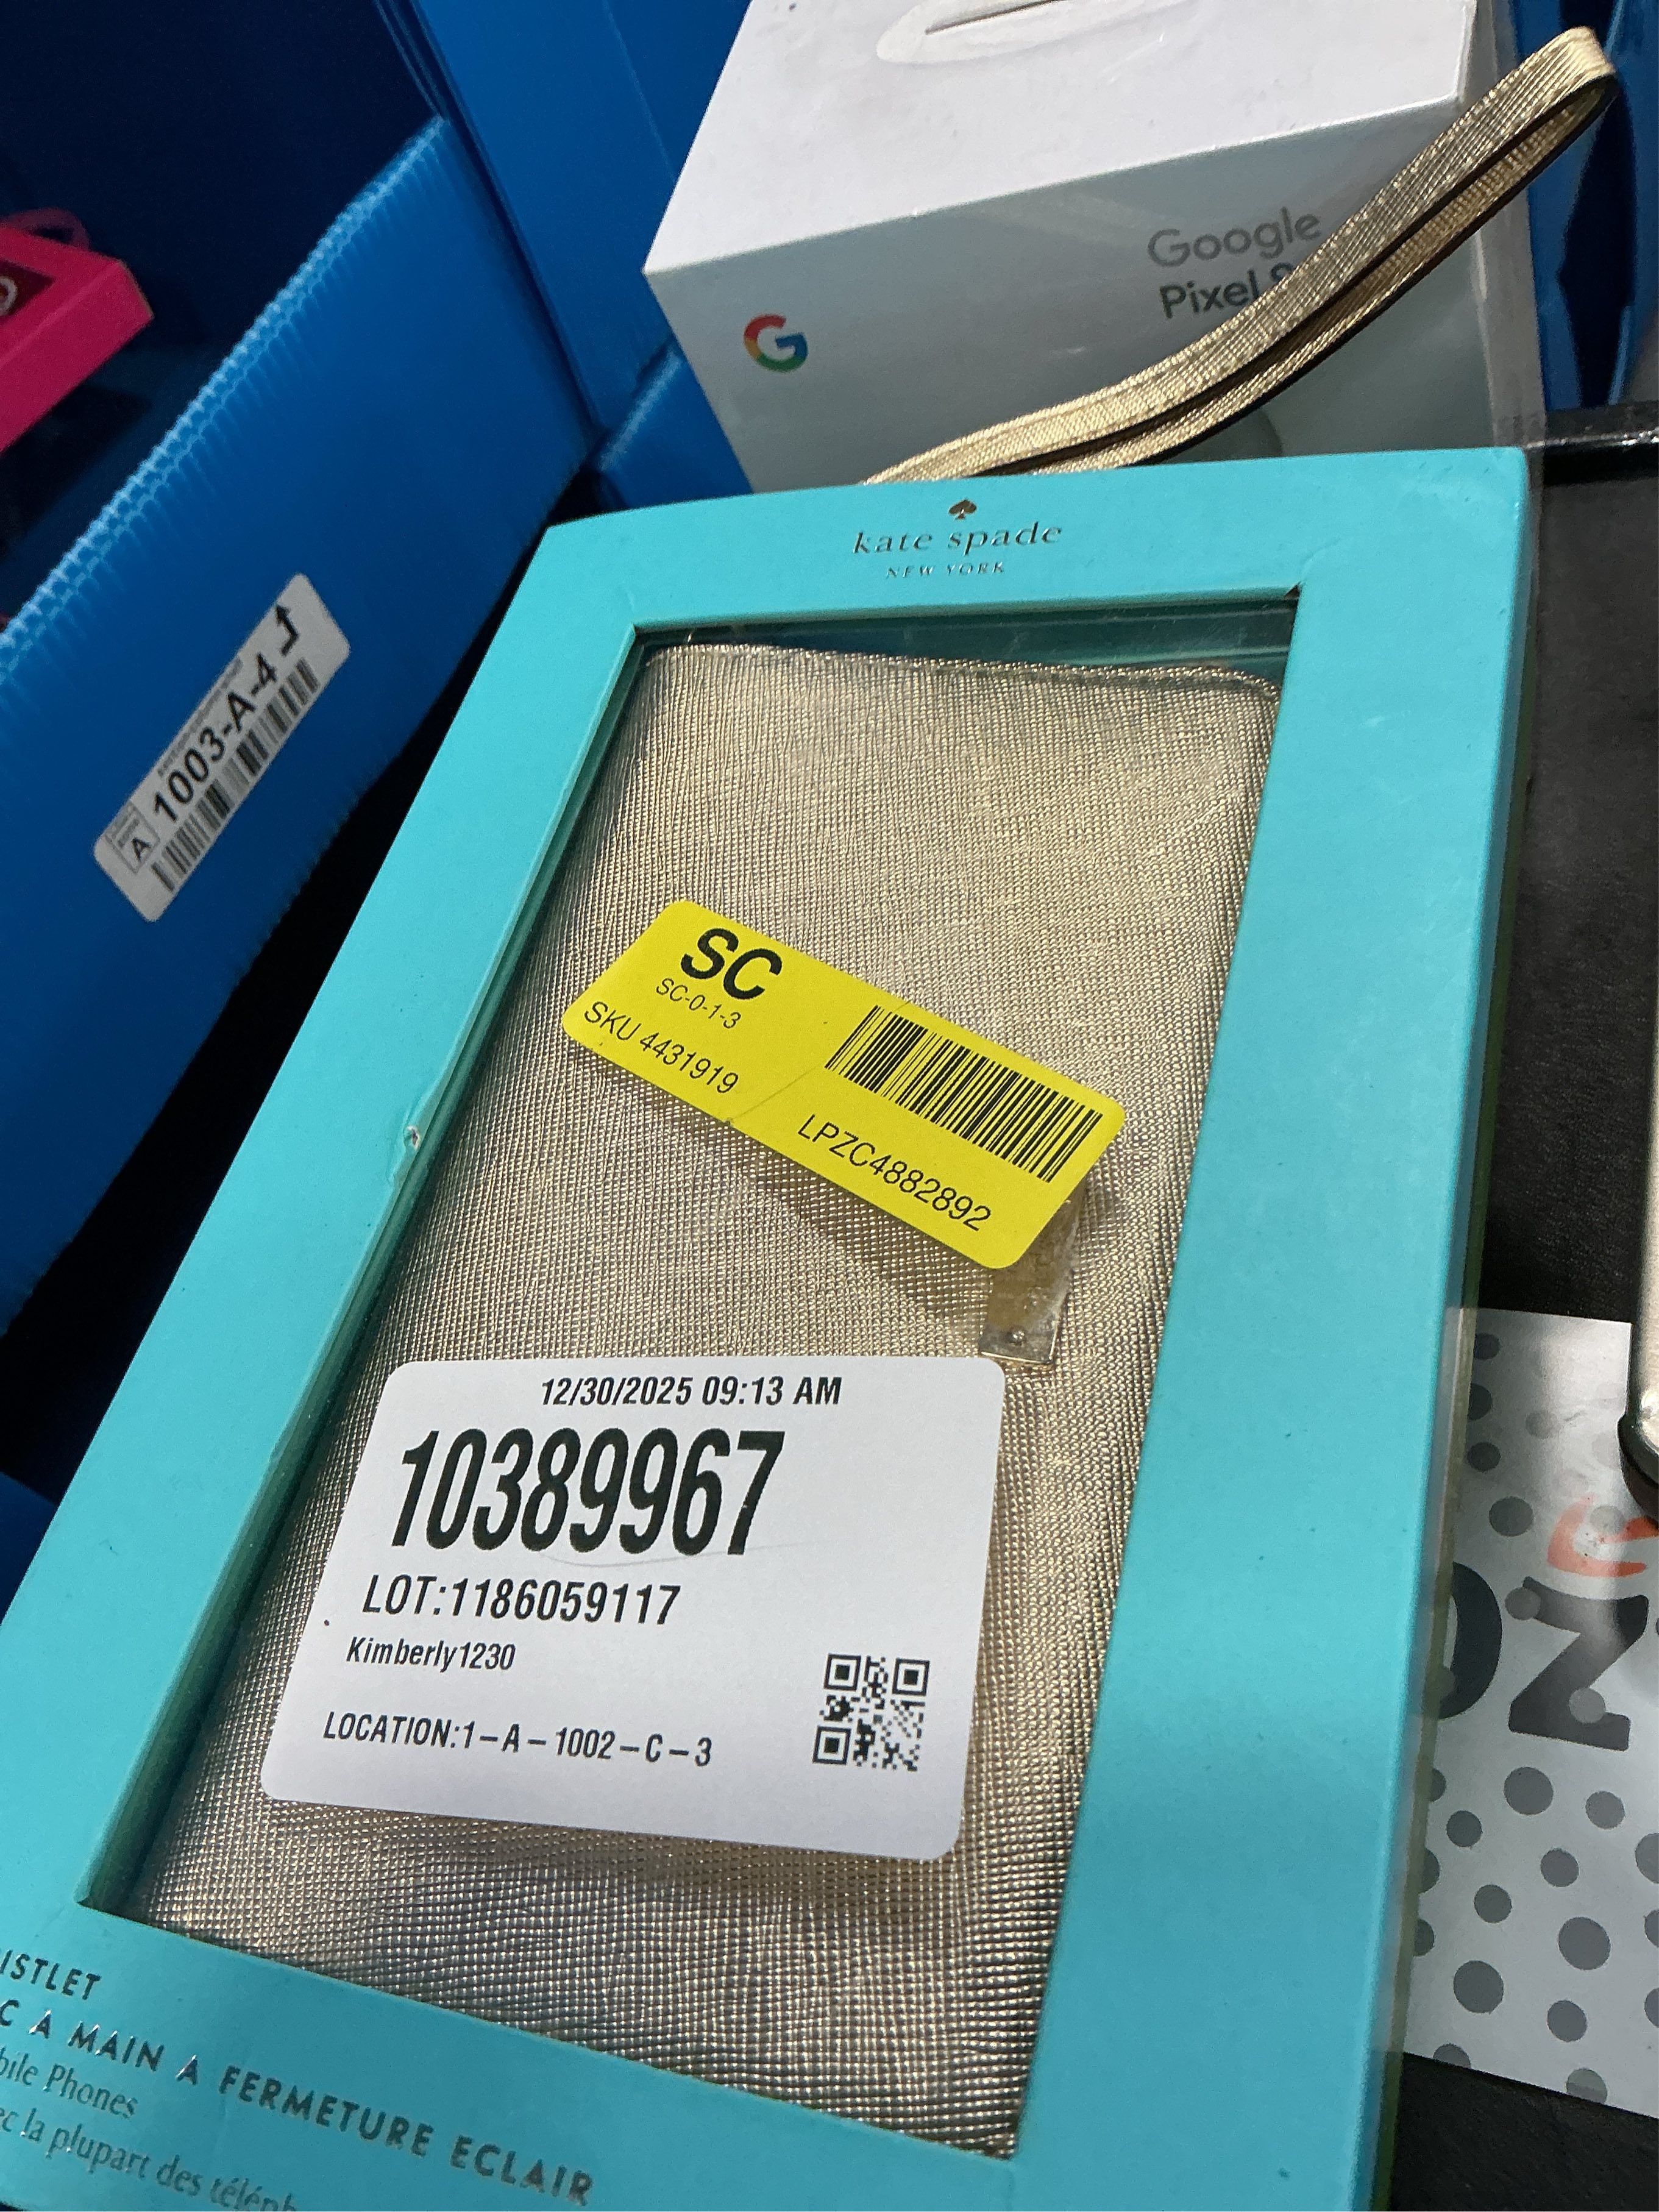 Google
Pixel
G
kate spade
NEW YORK
1003-A-4
A
SC
SC-0-1-3
SKU 4431919
LPZC4882892
12/30/2025 09:13 AM
10389967
LOT:1186059117
Kimberly1230
LOCATION:1-A-1002-C-3
ISTLET
C A MAIN A FERMETURE ECLAIR
bile Phones
ec la plupart des téléph